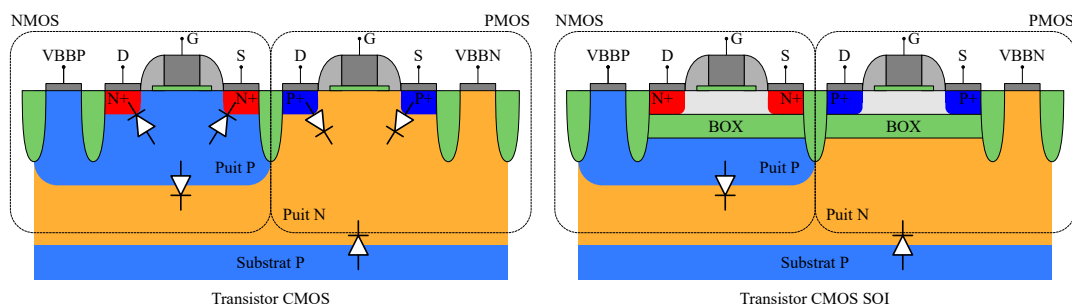 NMOS
PMOS
G
G
VBBP
D
S
D
S
VBBN
N+
N+
P+
P+
Puit P
Puit N
Substrat P
Transistor CMOS
NMOS
PMOS
G
G
VBBP
D
S
D
S
VBBN
N+
N+
P+
P+
BOX
BOX
Puit P
Puit N
Substrat P
Transistor CMOS SOI